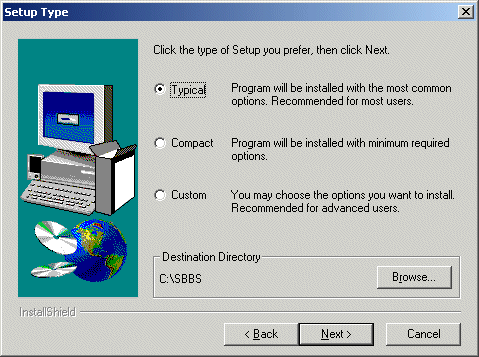 Setup Type
Click the type of Setup you prefer, then click Next.
Typical
Program will be installed with the most common
options. Recommended for most users.
Compact
Program will be installed with minimum required
options.
Custom
You may choose the options you want to install.
Recommended for advanced users.
Destination Directory
C:\SBBS
Browse...
InstallShield
< Back
Next >
Cancel